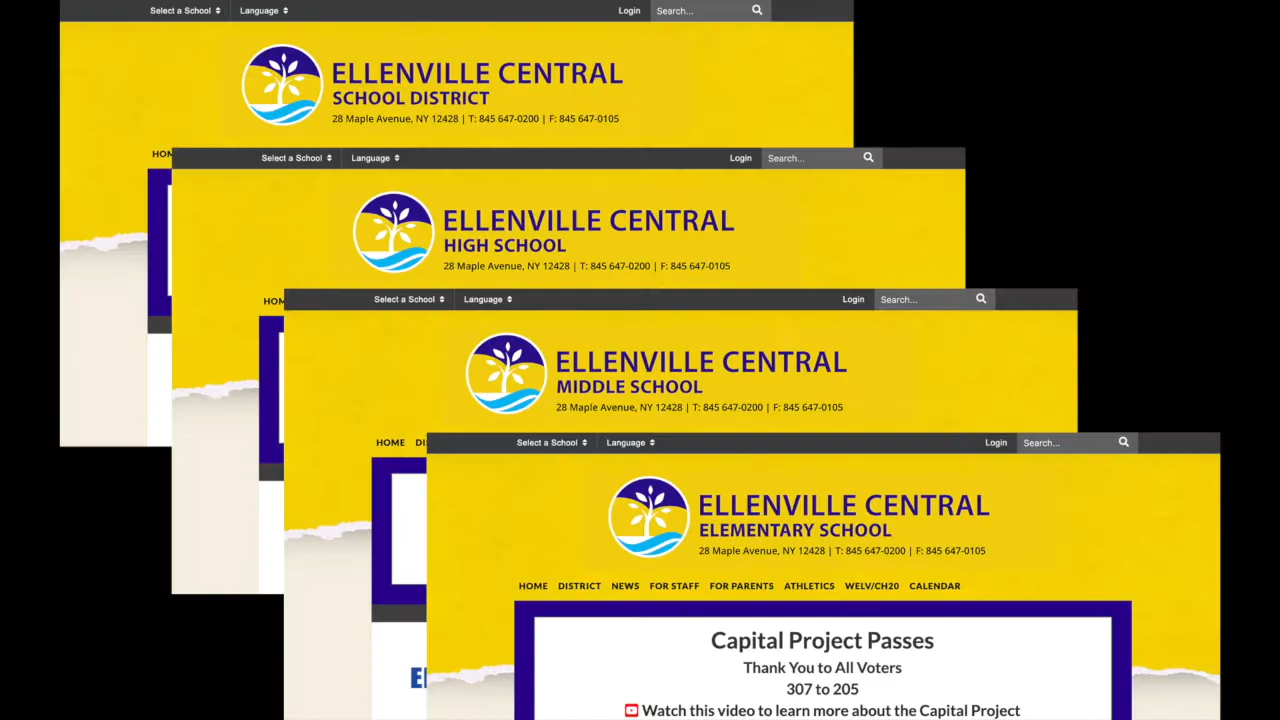 Select a School Language Login Search...
ELLENVILLE CENTRAL
SCHOOL DISTRICT
28 Maple Avenue, NY 12428 | T: 845 647-0200 | F: 845 647-0105
HOM
Select a School Language Login Search...
ELLENVILLE CENTRAL
HIGH SCHOOL
28 Maple Avenue, NY 12428 | T: 845 647-0200 | F: 845 647-0105
HOM
Select a School Language Login Search...
ELLENVILLE CENTRAL
MIDDLE SCHOOL
28 Maple Avenue, NY 12428 | T: 845 647-0200 | F: 845 647-0105
HOME DI
Select a School Language Login Search...
ELLENVILLE CENTRAL
ELEMENTARY SCHOOL
28 Maple Avenue, NY 12428 | T: 845 647-0200 | F: 845 647-0105
HOME DISTRICT NEWS FOR STAFF FOR PARENTS ATHLETICS WELV/CH20 CALENDAR
Capital Project Passes
Thank You to All Voters
307 to 205
Watch this video to learn more about the Capital Project